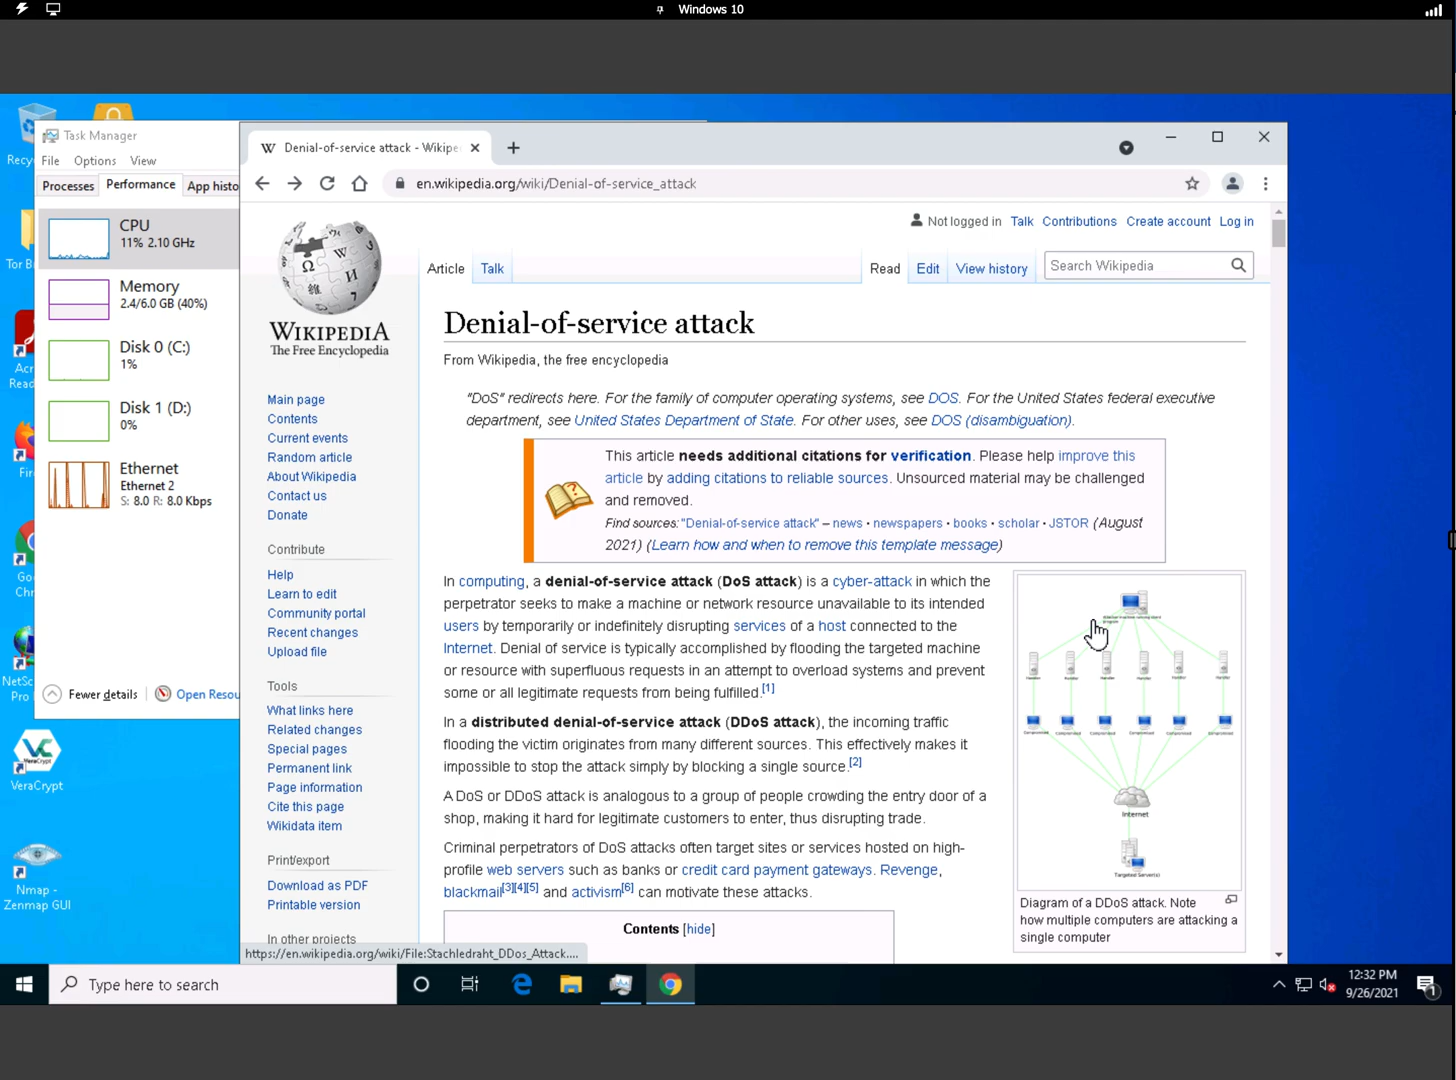 Windows 10
Task Manager
File Options View
Processes Performance App histo
CPU
11% 2.10 GHz
Memory
2.4/6.0 GB (40%)
Disk 0 (C:)
1%
Disk 1 (D:)
0%
Ethernet
Ethernet 2
S: 8.0 R: 8.0 Kbps
Fewer details
Open Resou
VeraCrypt
Nmap -
Zenmap GUI
Denial-of-service attack - Wikipe
en.wikipedia.org/wiki/Denial-of-service_attack
WIKIPEDIA
The Free Encyclopedia
Main page
Contents
Current events
Random article
About Wikipedia
Contact us
Donate
Contribute
Help
Learn to edit
Community portal
Recent changes
Upload file
Tools
What links here
Related changes
Special pages
Permanent link
Page information
Cite this page
Wikidata item
Print/export
Download as PDF
Printable version
In other projects
https://en.wikipedia.org/wiki/File:Stachledraht_DDos_Attack....
Not logged in Talk Contributions Create account Log in
Article Talk
Read Edit View history
Search Wikipedia
Denial-of-service attack
From Wikipedia, the free encyclopedia
"DoS" redirects here. For the family of computer operating systems, see DOS. For the United States federal executive
department, see United States Department of State. For other uses, see DOS (disambiguation).
This article needs additional citations for verification. Please help improve this
article by adding citations to reliable sources. Unsourced material may be challenged
and removed.
Find sources: "Denial-of-service attack" – news · newspapers · books · scholar · JSTOR (August
2021) (Learn how and when to remove this template message)
In computing, a denial-of-service attack (DoS attack) is a cyber-attack in which the
perpetrator seeks to make a machine or network resource unavailable to its intended
users by temporarily or indefinitely disrupting services of a host connected to the
Internet. Denial of service is typically accomplished by flooding the targeted machine
or resource with superfluous requests in an attempt to overload systems and prevent
some or all legitimate requests from being fulfilled.[1]
In a distributed denial-of-service attack (DDoS attack), the incoming traffic
flooding the victim originates from many different sources. This effectively makes it
impossible to stop the attack simply by blocking a single source.[2]
A DoS or DDoS attack is analogous to a group of people crowding the entry door of a
shop, making it hard for legitimate customers to enter, thus disrupting trade.
Criminal perpetrators of DoS attacks often target sites or services hosted on high-
profile web servers such as banks or credit card payment gateways. Revenge,
blackmail[3][4][5] and activism[6] can motivate these attacks.
Contents [hide]
Handler Handler Handler Handler Handler Handler
Compromised Compromised Compromised Compromised Compromised Compromised
Internet
Targeted Server(s)
Diagram of a DDoS attack. Note
how multiple computers are attacking a
single computer
Type here to search
12:32 PM
9/26/2021
1